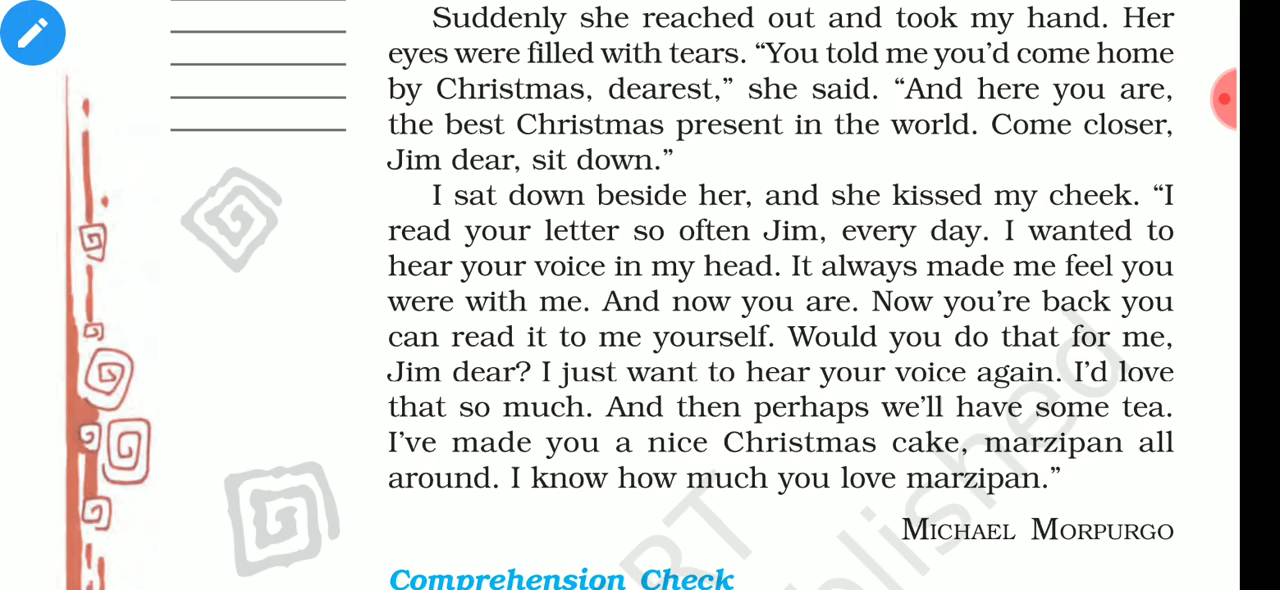 Suddenly she reached out and took my hand. Her
eyes were filled with tears. “You told me you’d come home
by Christmas, dearest,” she said. “And here you are,
the best Christmas present in the world. Come closer,
Jim dear, sit down.”
I sat down beside her, and she kissed my cheek. “I
read your letter so often Jim, every day. I wanted to
hear your voice in my head. It always made me feel you
were with me. And now you are. Now you’re back you
can read it to me yourself. Would you do that for me,
Jim dear? I just want to hear your voice again. I’d love
that so much. And then perhaps we’ll have some tea.
I’ve made you a nice Christmas cake, marzipan all
around. I know how much you love marzipan.”
MICHAEL MORPURGO
Comprehension Check